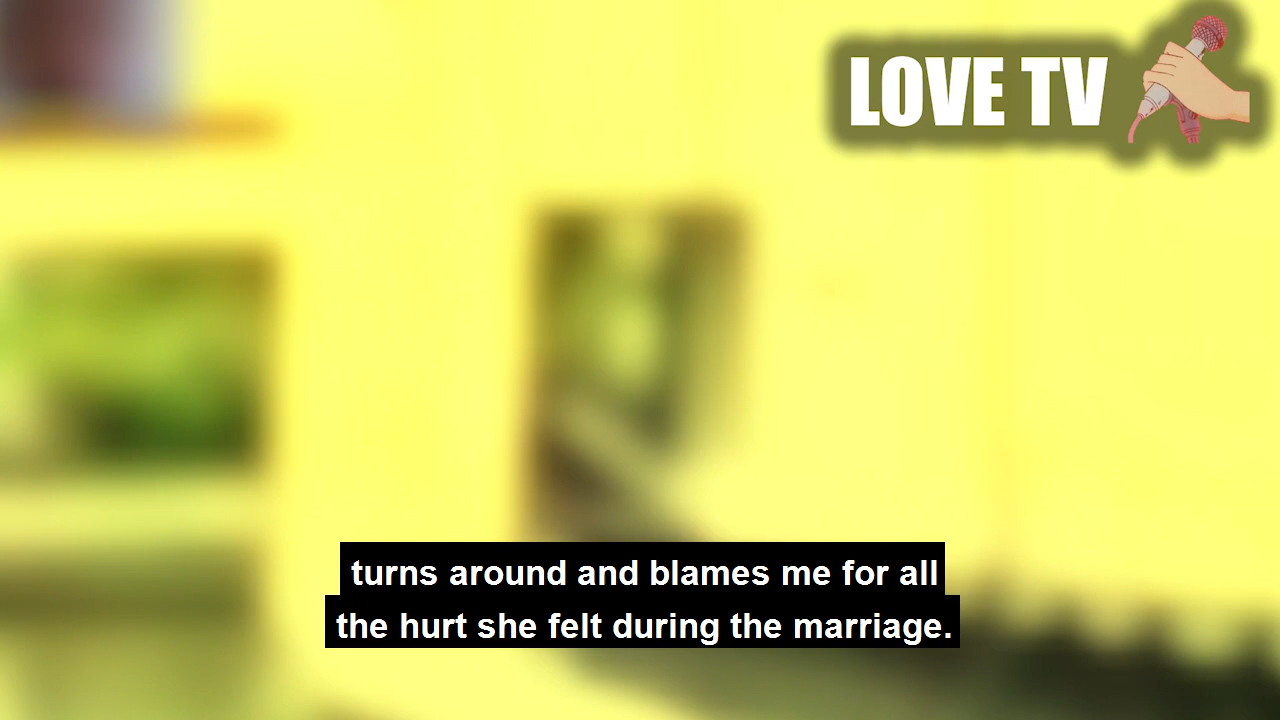 LOVE TV
turns around and blames me for all
the hurt she felt during the marriage.